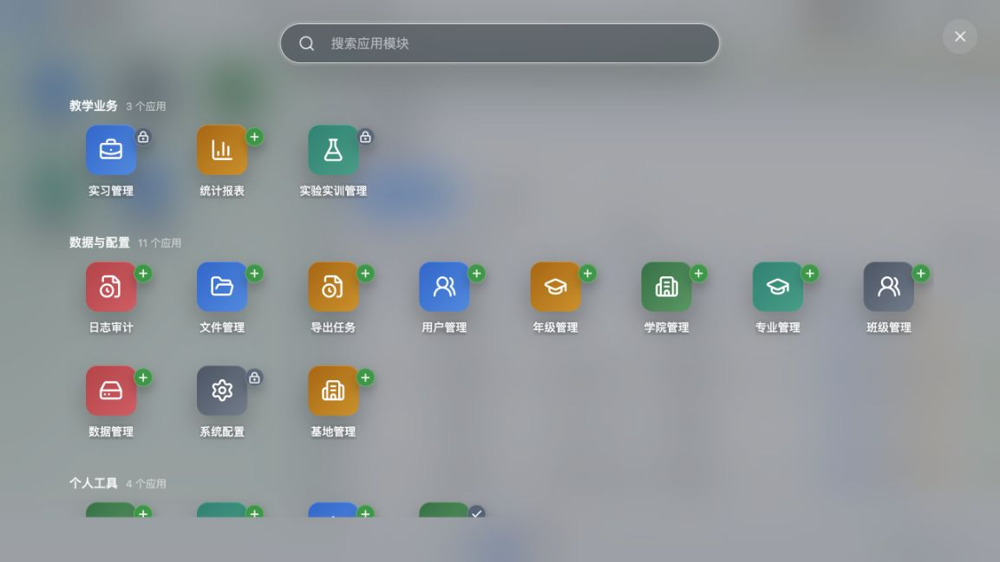 搜索应用模块
教学业务 3 个应用
实习管理 统计报表 实验实训管理
数据与配置 11 个应用
日志审计 文件管理 导出任务 用户管理 年级管理 学院管理 专业管理 班级管理
数据管理 系统配置 基地管理
个人工具 4 个应用